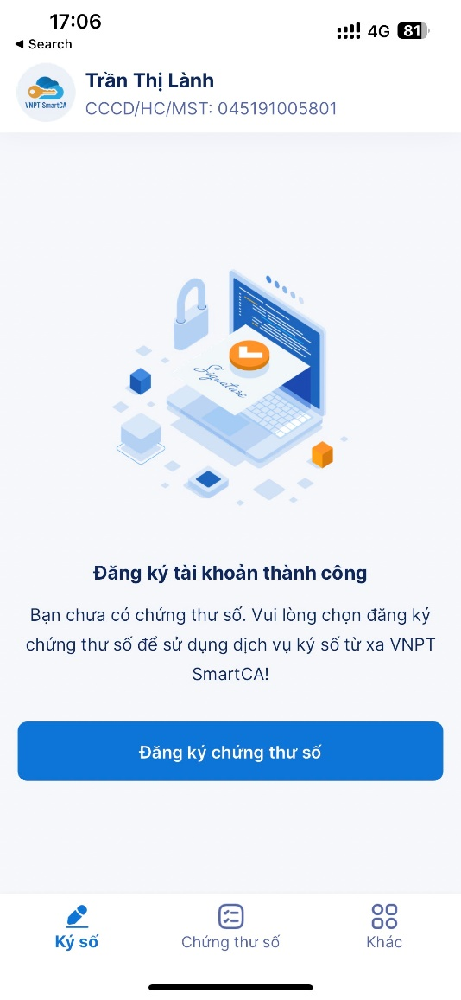 17:06
4G 81
◀ Search
VNPT SmartCA
Trần Thị Lành
CCCD/HC/MST: 045191005801
Signature
Đăng ký tài khoản thành công
Bạn chưa có chứng thư số. Vui lòng chọn đăng ký
chứng thư số để sử dụng dịch vụ ký số từ xa VNPT
SmartCA!
Đăng ký chứng thư số
Ký số
Chứng thư số
Khác